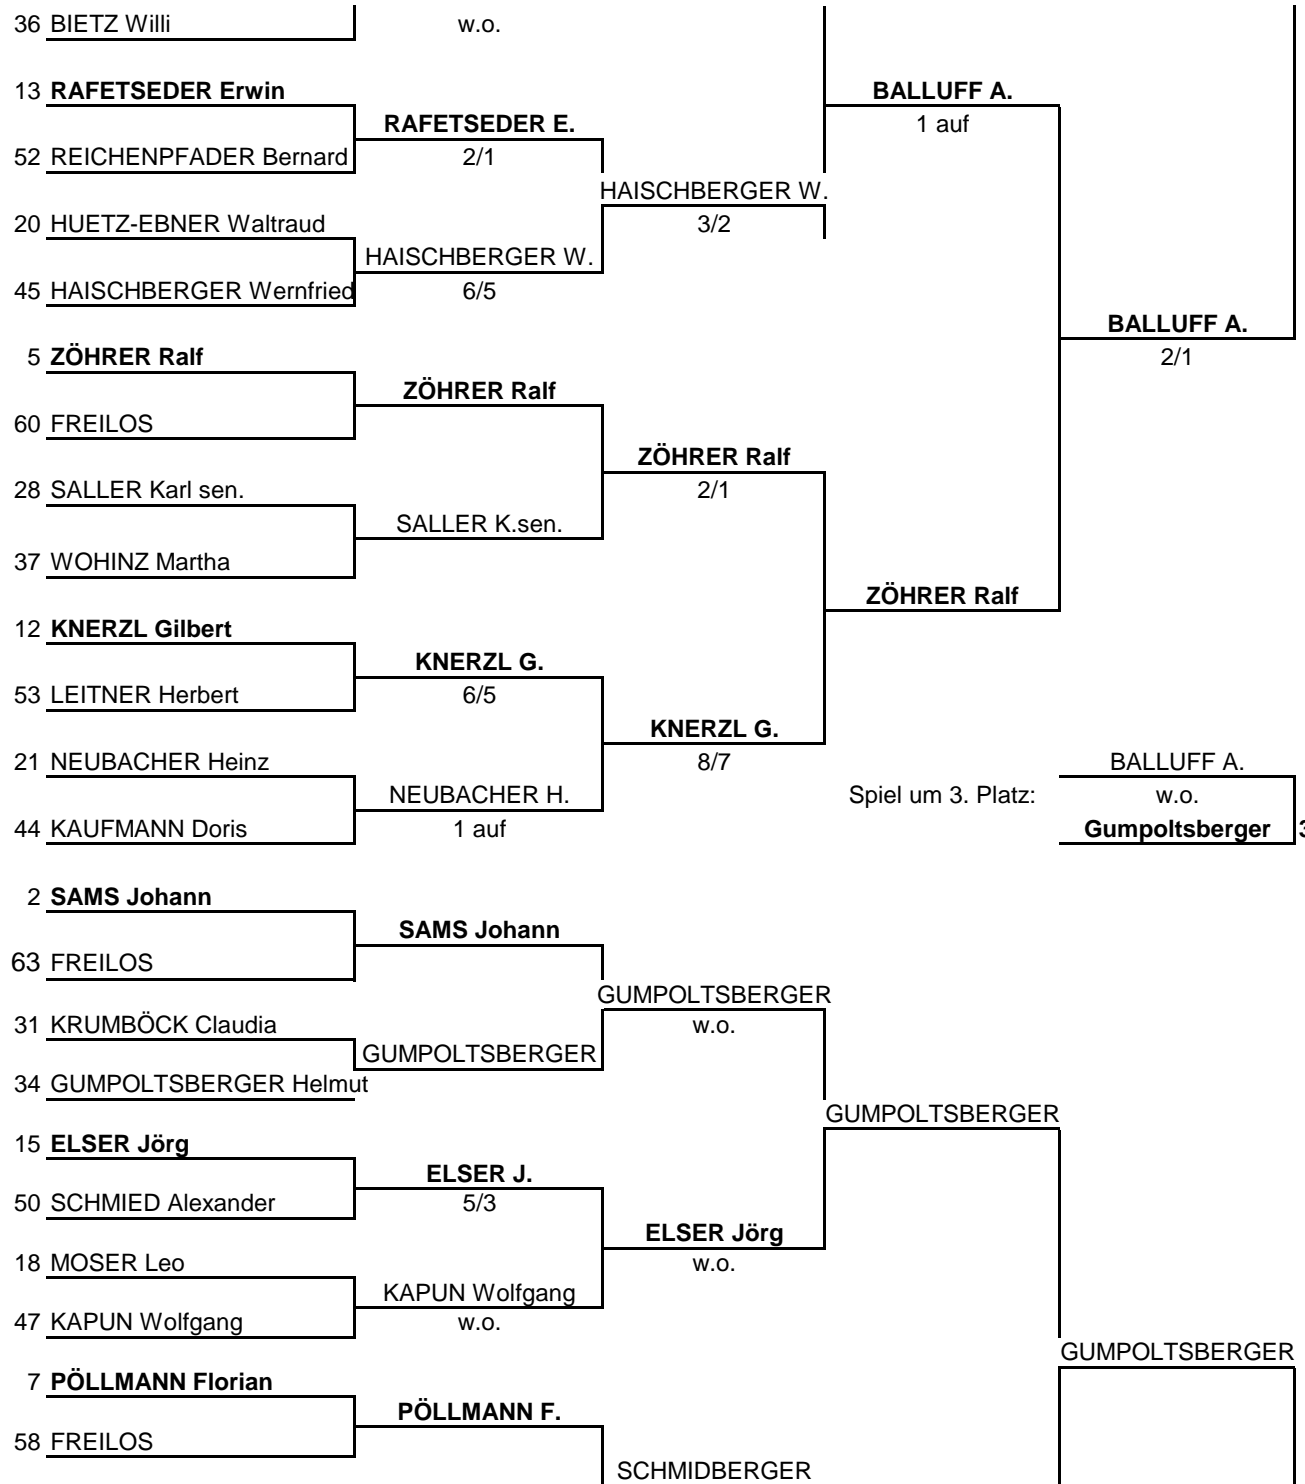 36 BIETZ Willi w.o.
13 RAFETSEDER Erwin BALLUFF A.
RAFETSEDER E. 1 auf
52 REICHENPFADER Bernard 2/1
HAISCHBERGER W.
20 HUETZ-EBNER Waltraud 3/2
HAISCHBERGER W.
45 HAISCHBERGER Wernfried 6/5
BALLUFF A.
5 ZÖHRER Ralf 2/1
ZÖHRER Ralf
60 FREILOS
ZÖHRER Ralf
28 SALLER Karl sen. 2/1
SALLER K.sen.
37 WOHINZ Martha
ZÖHRER Ralf
12 KNERZL Gilbert
KNERZL G.
53 LEITNER Herbert 6/5
KNERZL G.
21 NEUBACHER Heinz 8/7 BALLUFF A.
NEUBACHER H. Spiel um 3. Platz: w.o.
44 KAUFMANN Doris 1 auf Gumpoltsberger
2 SAMS Johann
SAMS Johann
63 FREILOS
GUMPOLTSBERGER
31 KRUMBÖCK Claudia w.o.
GUMPOLTSBERGER
34 GUMPOLTSBERGER Helmut
GUMPOLTSBERGER
15 ELSER Jörg
ELSER J.
50 SCHMIED Alexander 5/3
ELSER Jörg
18 MOSER Leo w.o.
KAPUN Wolfgang
47 KAPUN Wolfgang w.o.
GUMPOLTSBERGER
7 PÖLLMANN Florian
PÖLLMANN F.
58 FREILOS
SCHMIDBERGER